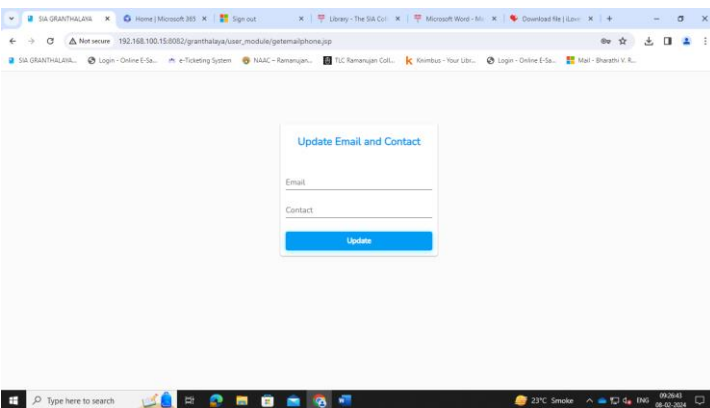 SIA GRANTHALAYA
Home | Microsoft 365
Sign out
Library - The SIA Coll
Microsoft Word - Mi
Download file | iLove
Not secure 192.168.100.15:8082/granthalaya/user_module/getemailphone.jsp
SIA GRANTHALAYA... Login - Online E-Sa... e-Ticketing System NAAC – Ramanujan... TLC Ramanujan Coll... Knimbus - Your Libr... Login - Online E-Sa... Mail - Bharathi V. R...
Update Email and Contact
Email
Contact
Update
Type here to search
23°C Smoke
ENG
09:26:43
08-02-2024